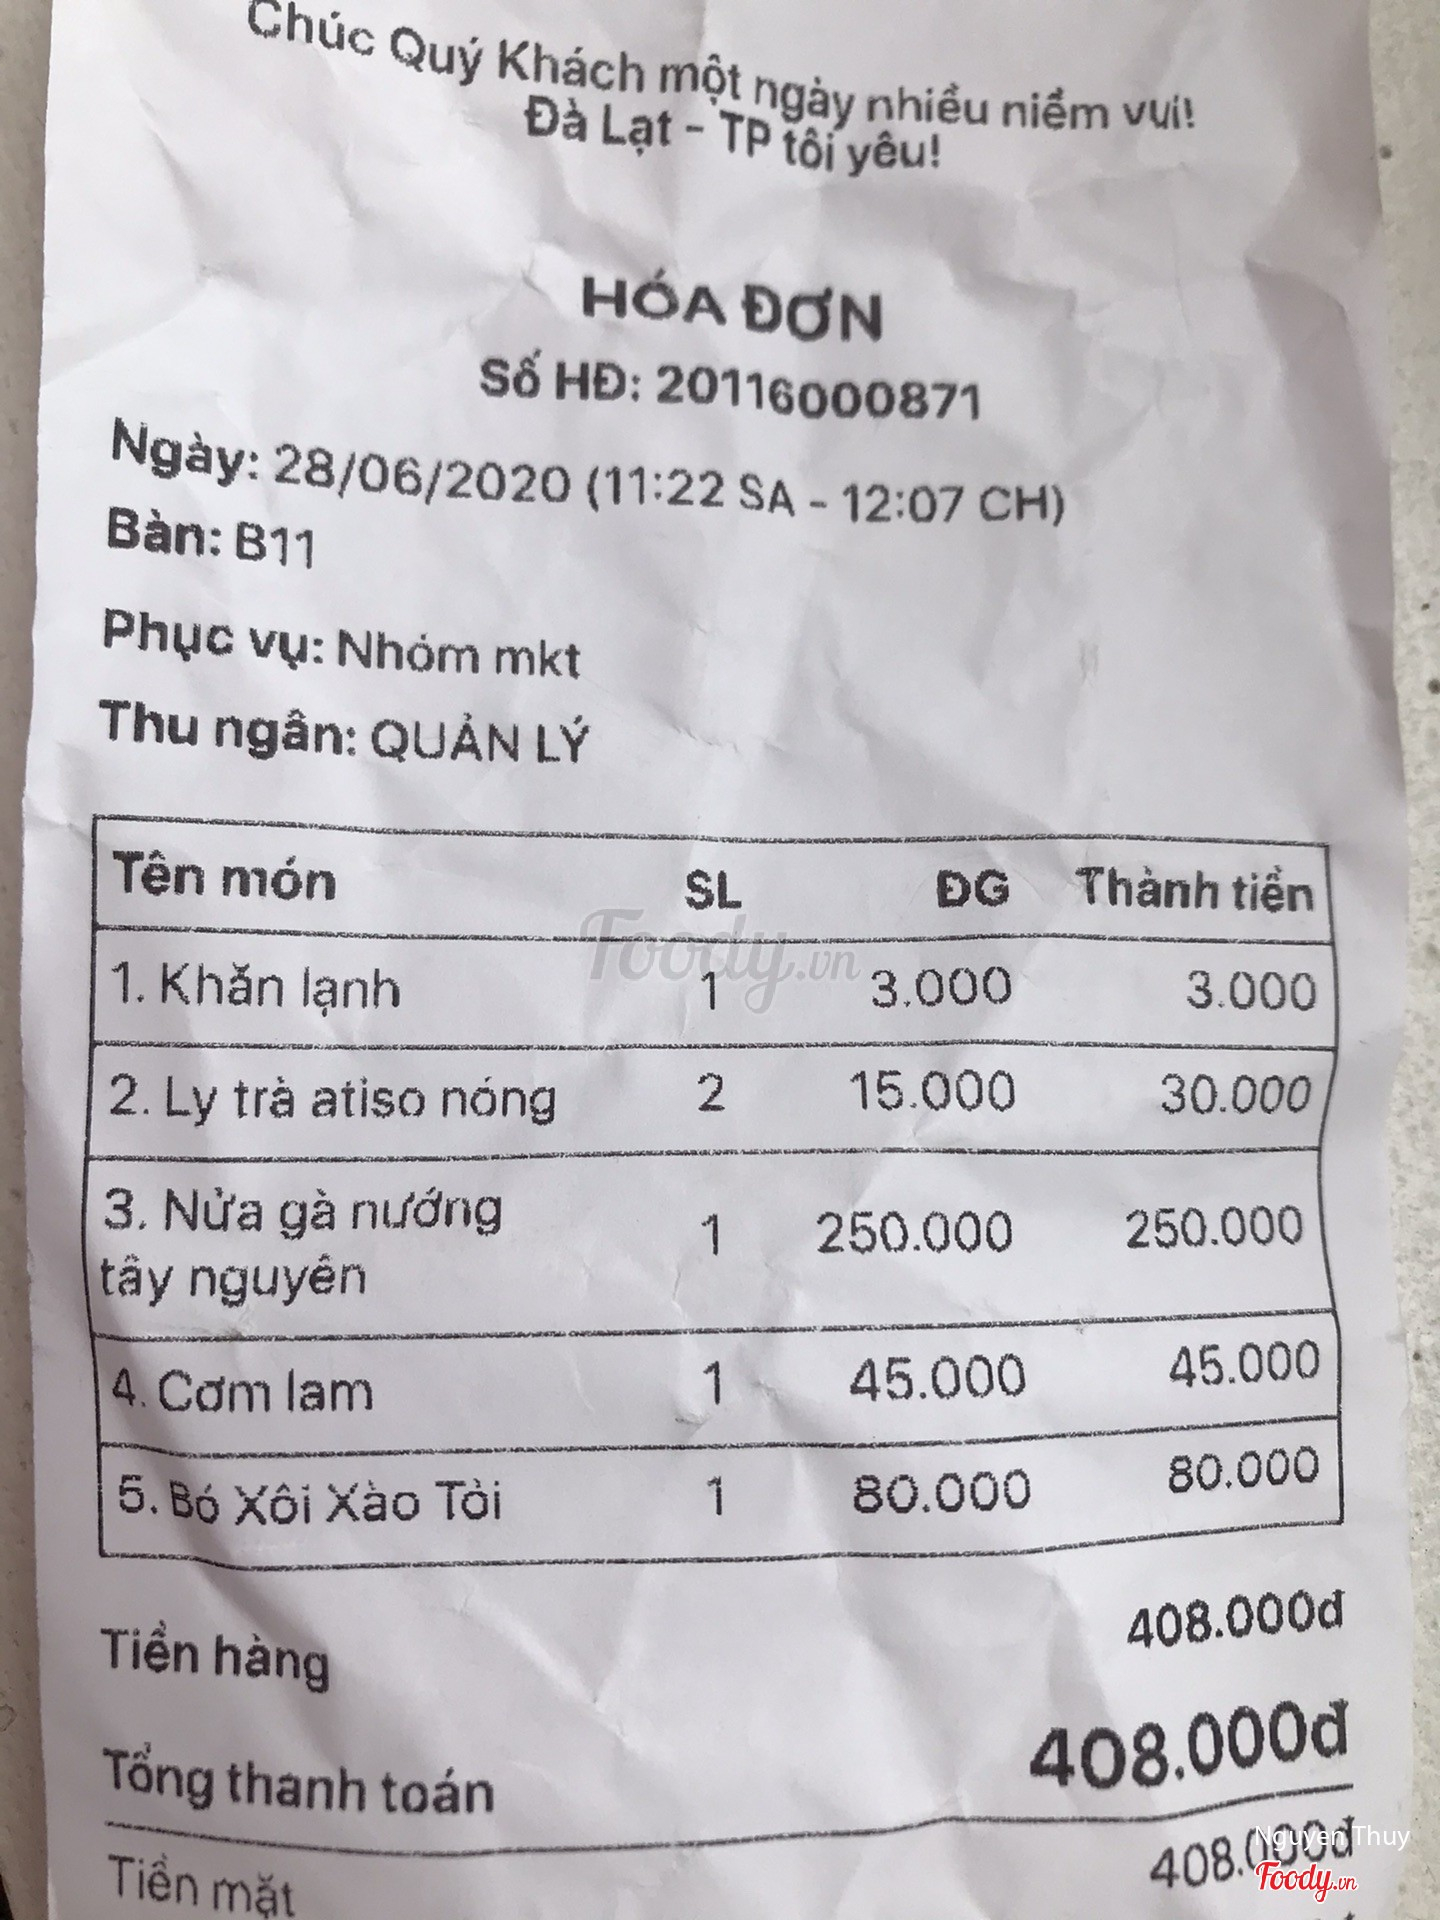 Chúc Quý Khách một ngày nhiều niềm vui!
Đà Lạt - TP tôi yêu!
HÓA ĐƠN
Số HĐ: 20116000871
Ngày: 28/06/2020 (11:22 SA - 12:07 CH)
Bàn: B11
Phục vụ: Nhóm mkt
Thu ngân: QUẢN LÝ
Tên món SL ĐG Thành tiền
Foody.vn
1. Khăn lạnh 1 3.000 3.000
2. Ly trà atiso nóng 2 15.000 30.000
3. Nửa gà nướng
tây nguyên 1 250.000 250.000
4. Cơm lam 1 45.000 45.000
5. Bó Xôi Xào Tỏi 1 80.000 80.000
Tiền hàng 408.000đ
Tổng thanh toán 408.000đ
Tiền mặt 408.000đ
Nguyen Thuy
Foody.vn